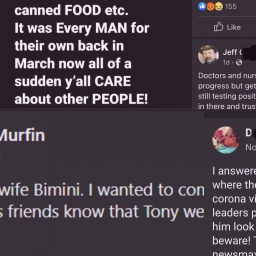 canned FOOD etc.
It was Every MAN for
their own back in
March now all of a
sudden y'all CARE
about other PEOPLE!
155
Like
Jeff
1d
Doctors and nur
progress but get
still testing posit
in there and trus
Murfin
wife Bimini. I wanted to con
s friends know that Tony we
D
No
I answere
where the
corona vi
leaders p
him look
beware! T
newsmax